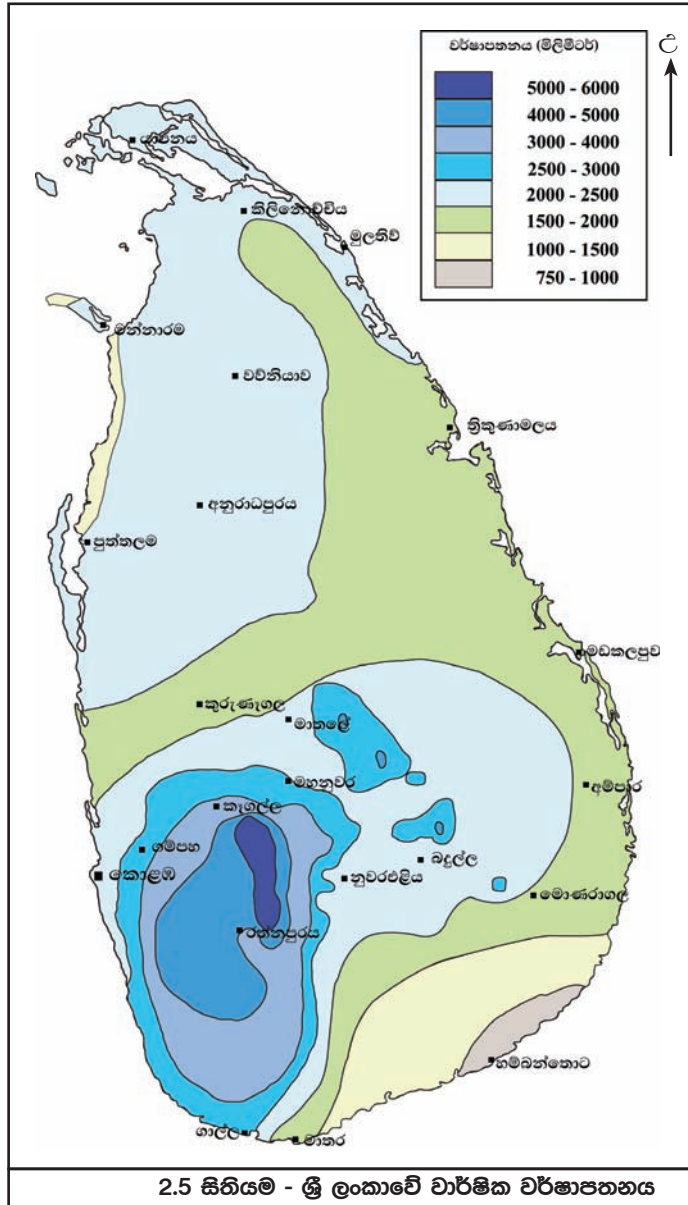 වර්ෂාපතනය (මිලිමීටර්)
5000 - 6000
4000 - 5000
3000 - 4000
2500 - 3000
2000 - 2500
1500 - 2000
1000 - 1500
750 - 1000
උ
යාපනය
කිලිනොච්චිය
මුලතිව්
මන්නාරම
වව්නියාව
ත්‍රිකුණාමලය
අනුරාධපුරය
පුත්තලම
මඩකලපුව
කුරුණෑගල
මාතලේ
මහනුවර
අම්පාර
කෑගල්ල
ගම්පහ
බදුල්ල
කොළඹ
නුවරඑළිය
මොණරාගල
රත්නපුරය
හම්බන්තොට
ගාල්ල
මාතර
2.5 සිතියම - ශ්‍රී ලංකාවේ වාර්ෂික වර්ෂාපතනය